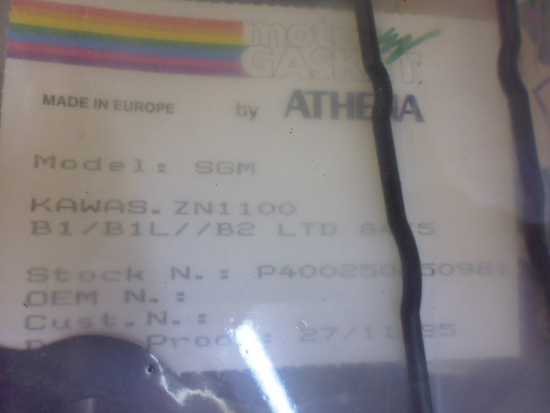 moto
GASKET
MADE IN EUROPE by ATHENA
Model: SGM
KAWAS. ZN1100
B1/B1L//B2 LTD
Stock N.:
OEM N.:
Cust.N.: